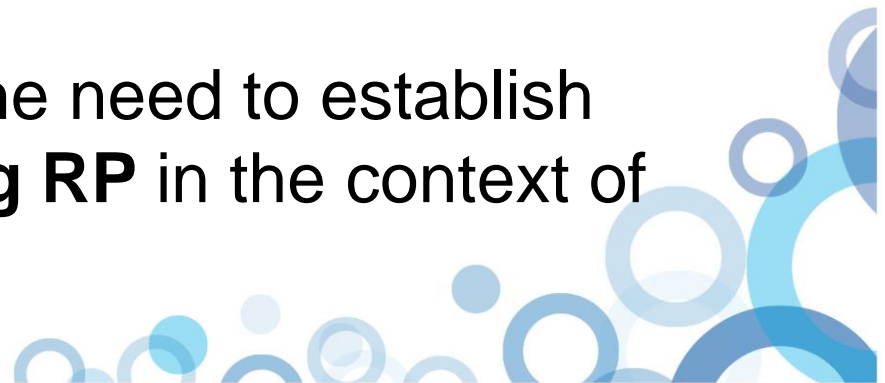 he need to establish
g RP in the context of